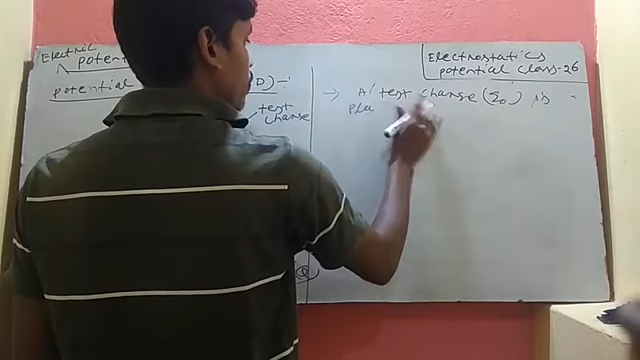 Electric
potent
potential D) :-
test
charge
Electrostatics
potential class-26
→ A test charge (q₀) is
pla
Q